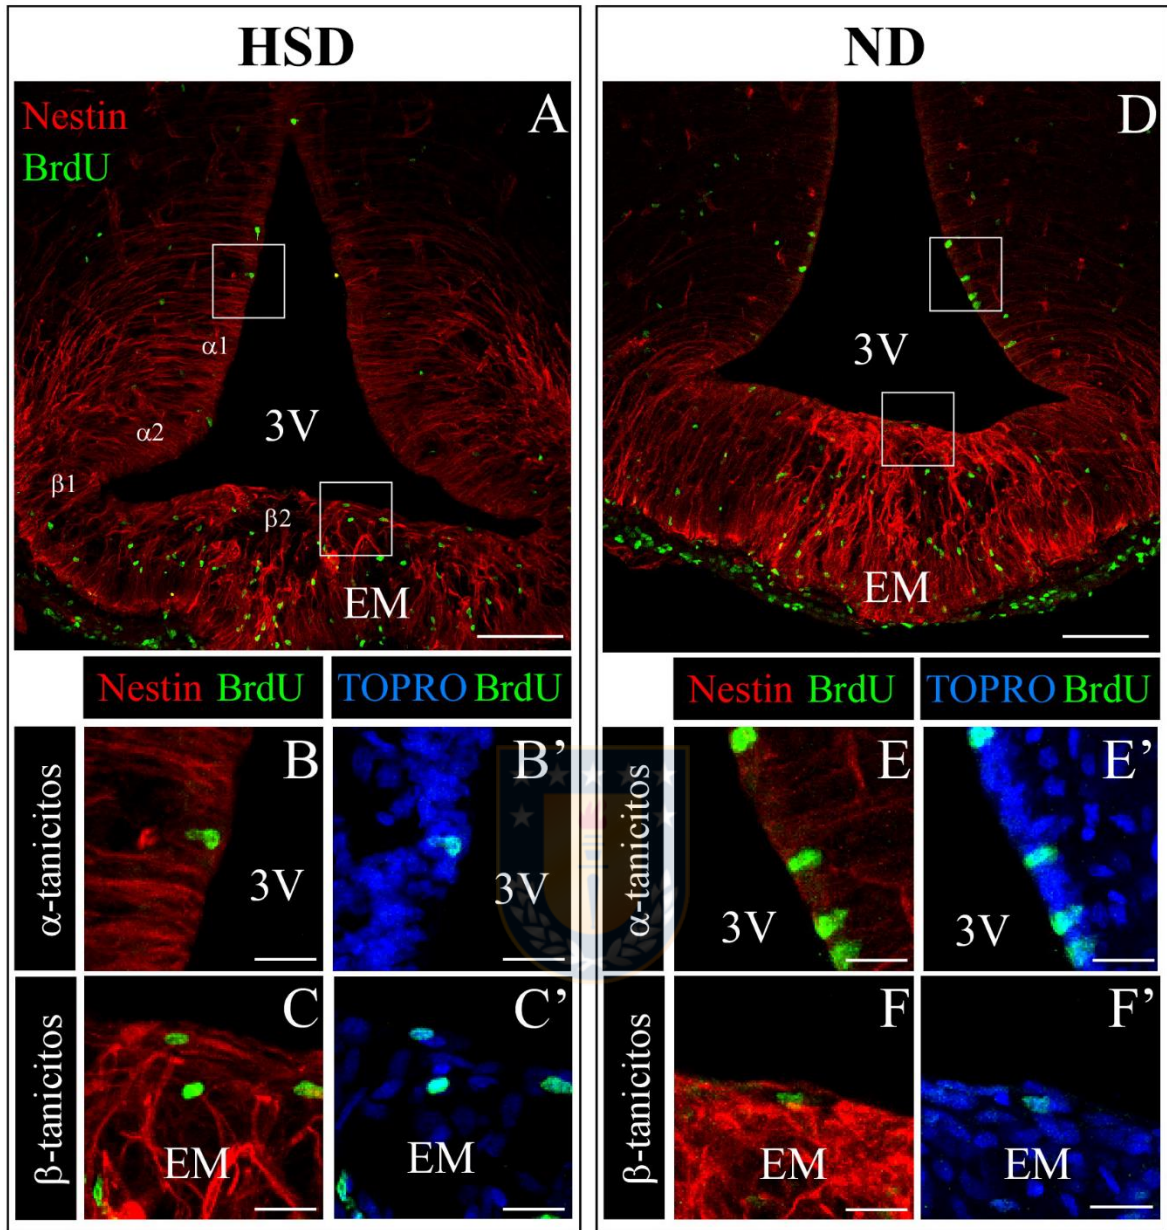 HSD
Nestin
BrdU
A
α1
α2
3V
β1
β2
EM
Nestin BrdU
TOPRO BrdU
α-tanicitos
B
3V
B’
3V
β-tanicitos
C
EM
C’
EM
ND
D
3V
EM
Nestin BrdU
TOPRO BrdU
α-tanicitos
E
3V
E’
3V
β-tanicitos
F
EM
F’
EM